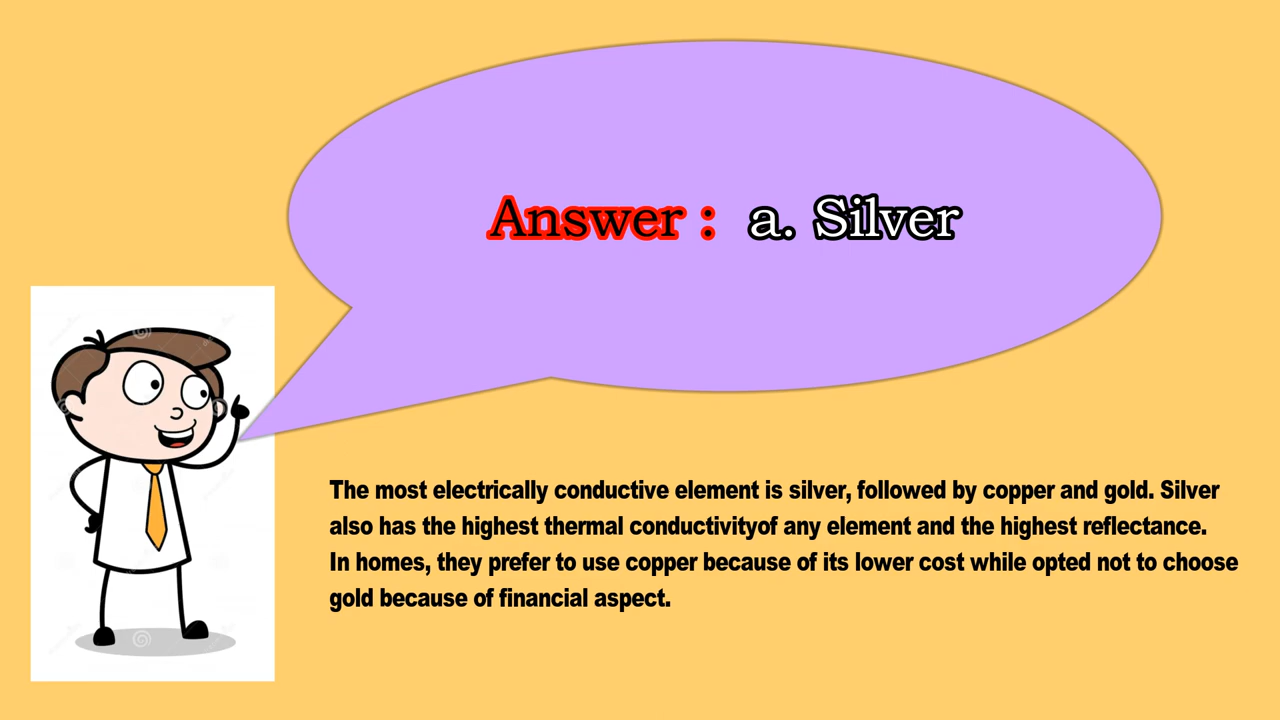 Answer : a. Silver
The most electrically conductive element is silver, followed by copper and gold. Silver
also has the highest thermal conductivityof any element and the highest reflectance.
In homes, they prefer to use copper because of its lower cost while opted not to choose
gold because of financial aspect.